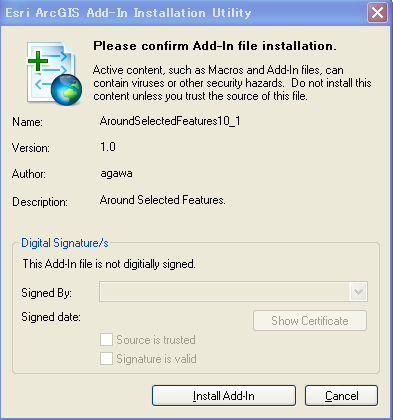 Esri ArcGIS Add-In Installation Utility
Please confirm Add-In file installation.
Active content, such as Macros and Add-In files, can
contain viruses or other security hazards. Do not install this
content unless you trust the source of this file.
Name: AroundSelectedFeatures10_1
Version: 1.0
Author: agawa
Description: Around Selected Features.
Digital Signature/s
This Add-In file is not digitially signed.
Signed By:
Signed date:
Show Certificate
Source is trusted
Signature is valid
Install Add-In
Cancel